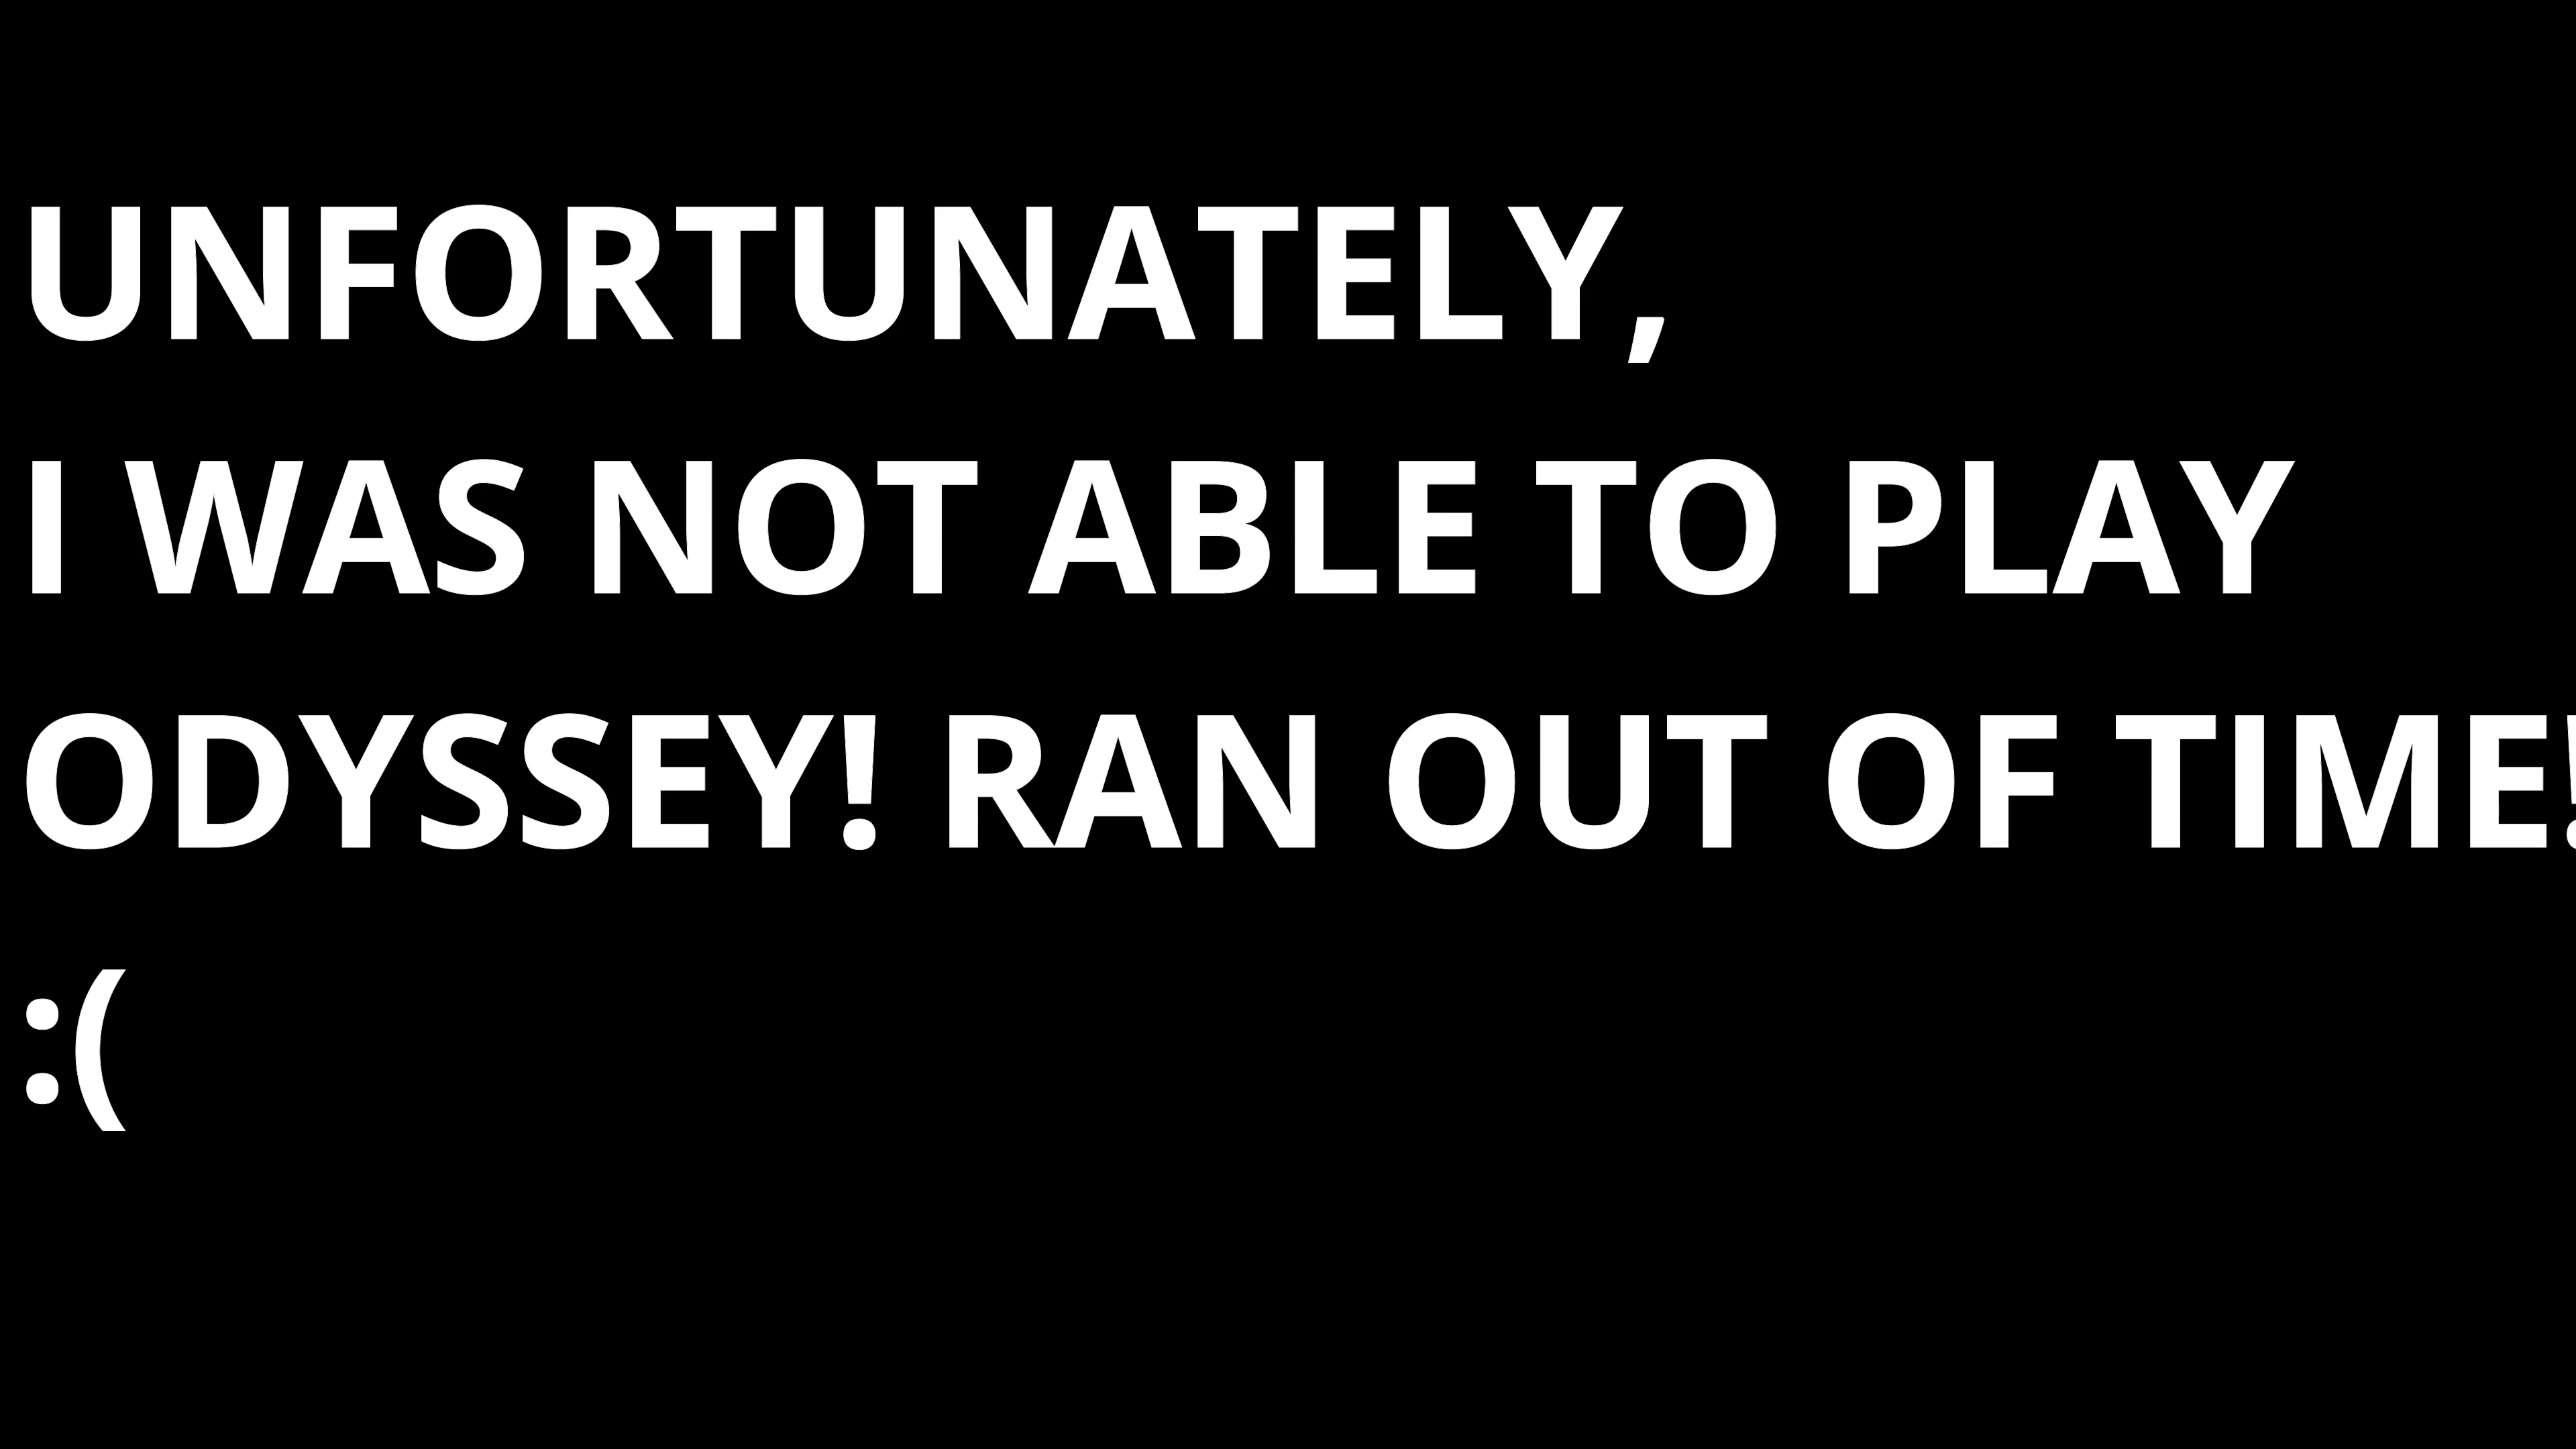 UNFORTUNATELY,
I WAS NOT ABLE TO PLAY
ODYSSEY! RAN OUT OF TIME!
:(